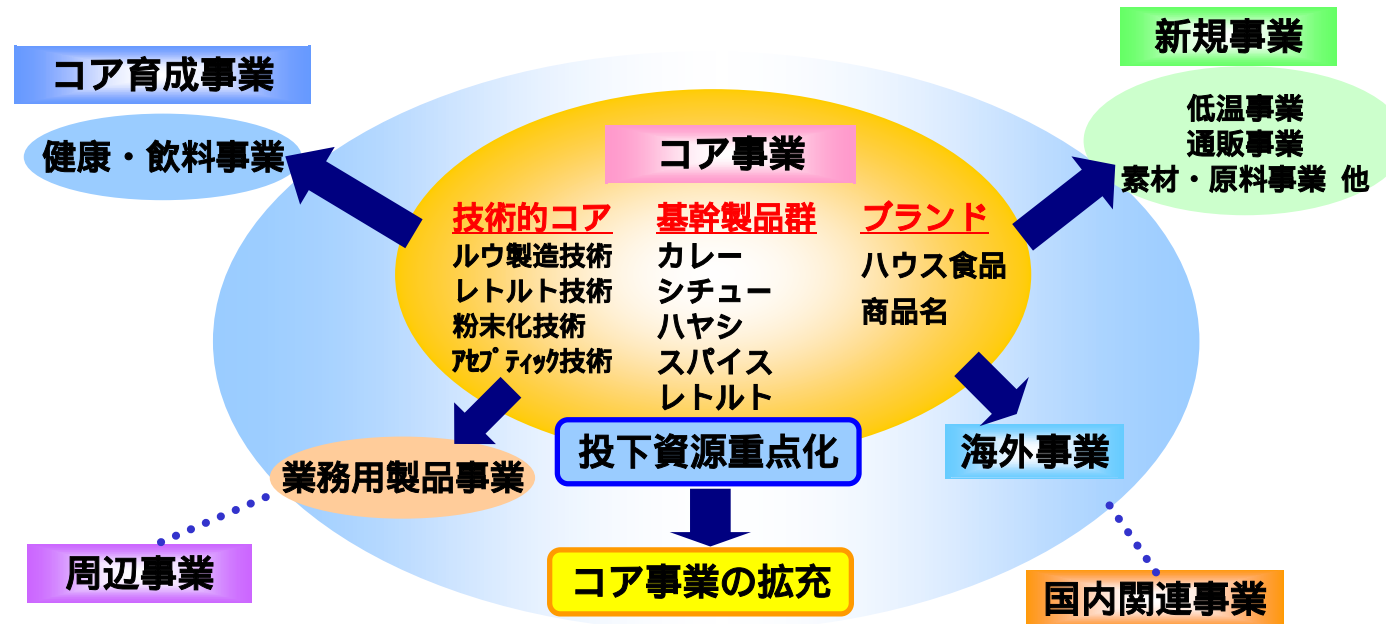 コア育成事業
健康・飲料事業
新規事業
低温事業
通販事業
素材・原料事業 他
コア事業
技術的コア
ルウ製造技術
レトルト技術
粉末化技術
ｱｾﾌﾟﾃｨｯｸ技術
基幹製品群
カレー
シチュー
ハヤシ
スパイス
レトルト
ブランド
ハウス食品
商品名
投下資源重点化
コア事業の拡充
業務用製品事業
周辺事業
海外事業
国内関連事業